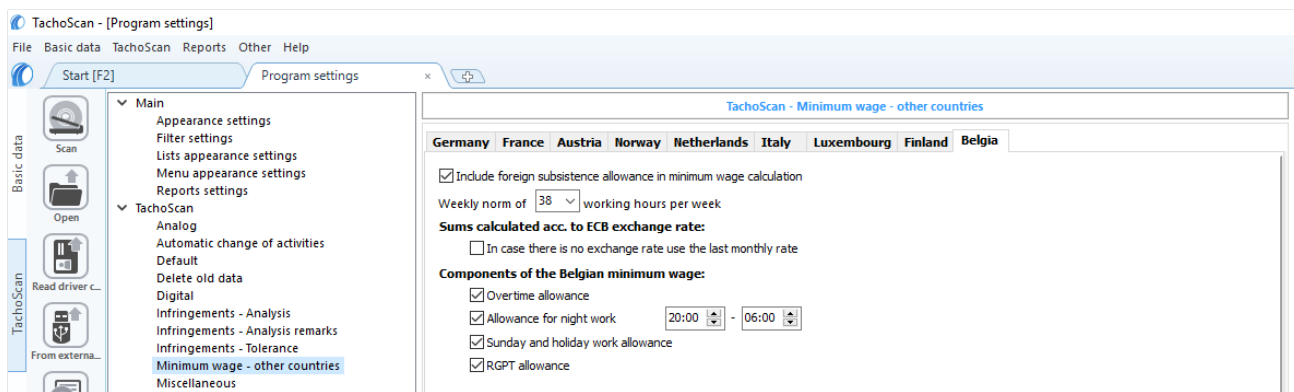 TachoScan - [Program settings]
File Basic data TachoScan Reports Other Help
Start [F2] Program settings ×
Basic data
TachoScan
Scan
Open
Read driver c...
From externa...
Main
Appearance settings
Filter settings
Lists appearance settings
Menu appearance settings
Reports settings
TachoScan
Analog
Automatic change of activities
Default
Delete old data
Digital
Infringements - Analysis
Infringements - Analysis remarks
Infringements - Tolerance
Minimum wage - other countries
Miscellaneous
TachoScan - Minimum wage - other countries
Germany France Austria Norway Netherlands Italy Luxembourg Finland Belgia
Include foreign subsistence allowance in minimum wage calculation
Weekly norm of 38 working hours per week
Sums calculated acc. to ECB exchange rate:
In case there is no exchange rate use the last monthly rate
Components of the Belgian minimum wage:
Overtime allowance
Allowance for night work 20:00 - 06:00
Sunday and holiday work allowance
RGPT allowance